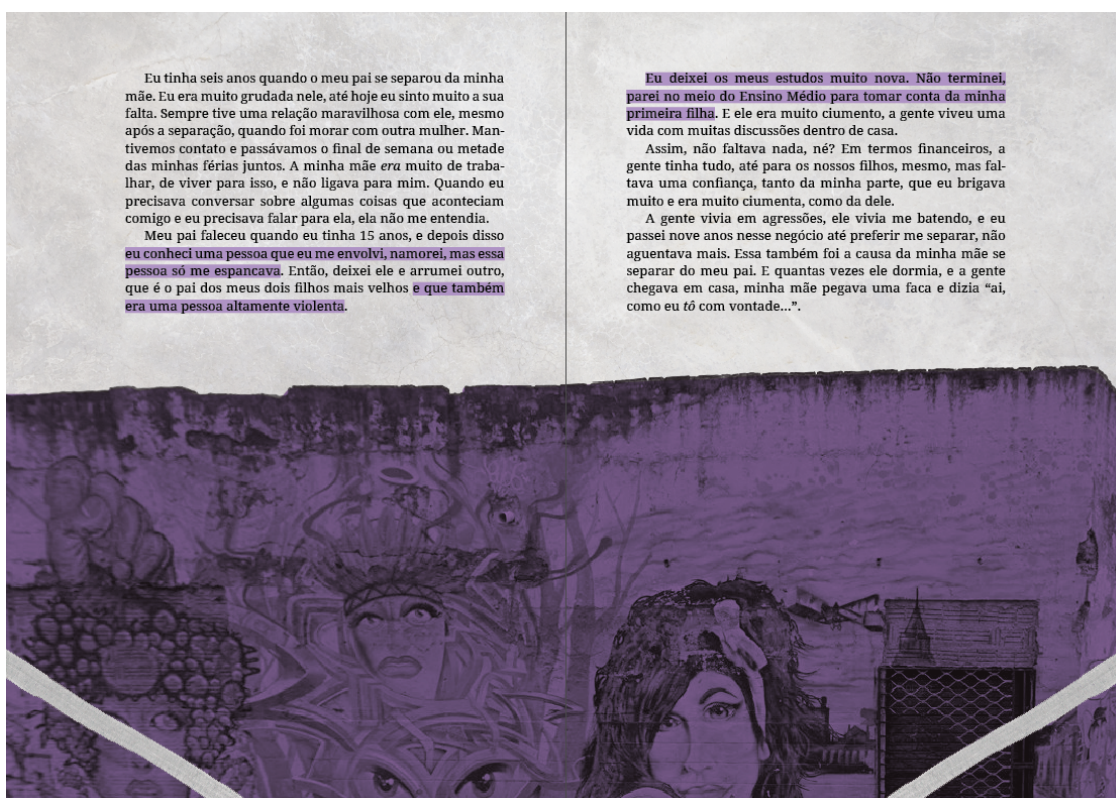 Eu tinha seis anos quando o meu pai se separou da minha
mãe. Eu era muito grudada nele, até hoje eu sinto muito a sua
falta. Sempre tive uma relação maravilhosa com ele, mesmo
após a separação, quando foi morar com outra mulher. Man-
tivemos contato e passávamos o final de semana ou metade
das minhas férias juntos. A minha mãe era muito de traba-
lhar, de viver para isso, e não ligava para mim. Quando eu
precisava conversar sobre algumas coisas que aconteciam
comigo e eu precisava falar para ela, ela não me entendia.
Meu pai faleceu quando eu tinha 15 anos, e depois disso
eu conheci uma pessoa que eu me envolvi, namorei, mas essa
pessoa só me espancava. Então, deixei ele e arrumei outro,
que é o pai dos meus dois filhos mais velhos e que também
era uma pessoa altamente violenta.
Eu deixei os meus estudos muito nova. Não terminei,
parei no meio do Ensino Médio para tomar conta da minha
primeira filha. E ele era muito ciumento, a gente viveu uma
vida com muitas discussões dentro de casa.
Assim, não faltava nada, né? Em termos financeiros, a
gente tinha tudo, até para os nossos filhos, mesmo, mas fal-
tava uma confiança, tanto da minha parte, que eu brigava
muito e era muito ciumenta, como da dele.
A gente vivia em agressões, ele vivia me batendo, e eu
passei nove anos nesse negócio até preferir me separar, não
aguentava mais. Essa também foi a causa da minha mãe se
separar do meu pai. E quantas vezes ele dormia, e a gente
chegava em casa, minha mãe pegava uma faca e dizia “ai,
como eu tô com vontade...”.